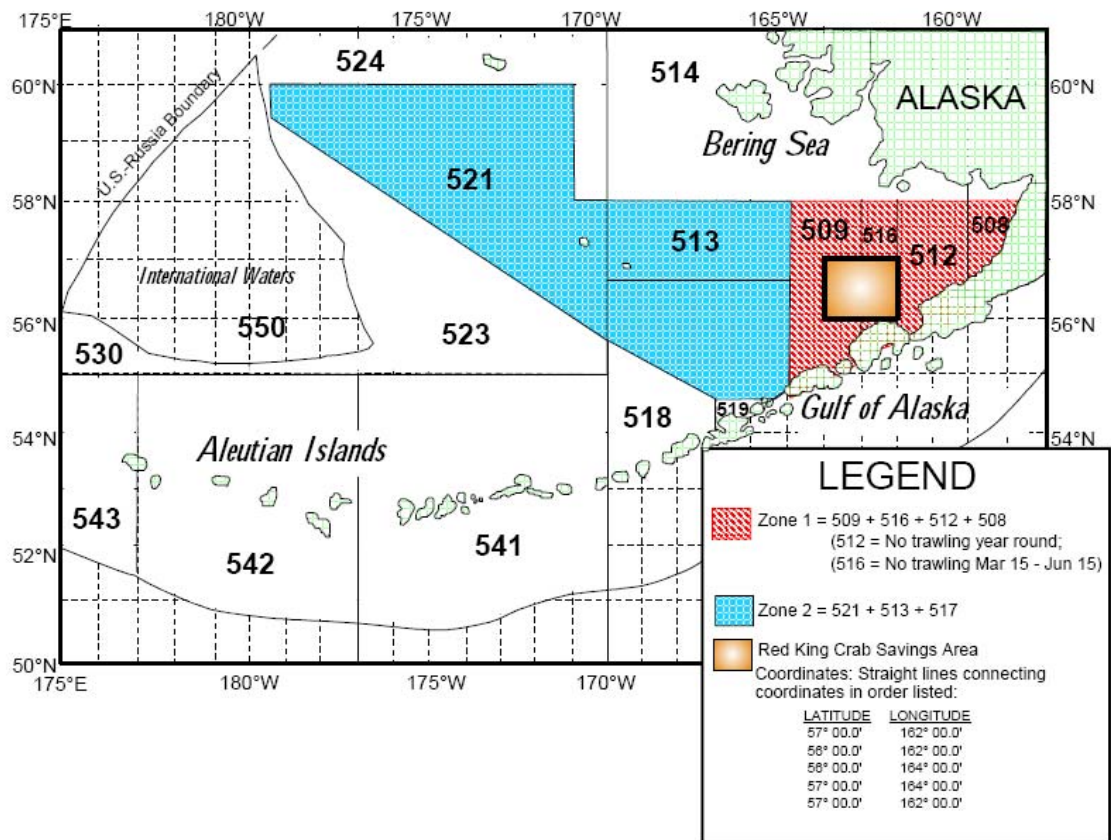 175°E 180°W 175°W 170°W 165°W 160°W
60°N
58°N
56°N
54°N
52°N
50°N
60°N
58°N
56°N
54°N
175°E 180°W 175°W 170°W
524
514
ALASKA
Bering Sea
U.S.-Russia Boundary
521
513
509
516
508
512
International Waters
550
530
523
518
519
Gulf of Alaska
Aleutian Islands
543
542
541
LEGEND
Zone 1 = 509 + 516 + 512 + 508
(512 = No trawling year round;
(516 = No trawling Mar 15 - Jun 15)
Zone 2 = 521 + 513 + 517
Red King Crab Savings Area
Coordinates: Straight lines connecting
coordinates in order listed:
LATITUDE LONGITUDE
57° 00.0' 162° 00.0'
56° 00.0' 162° 00.0'
56° 00.0' 164° 00.0'
57° 00.0' 164° 00.0'
57° 00.0' 162° 00.0'